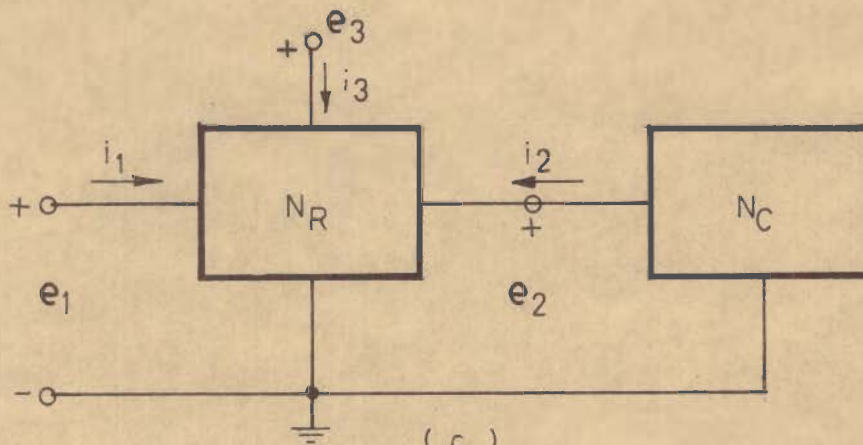 + e3
i3
i1
i2
+ NR + NC
e1 e2
-
( c )